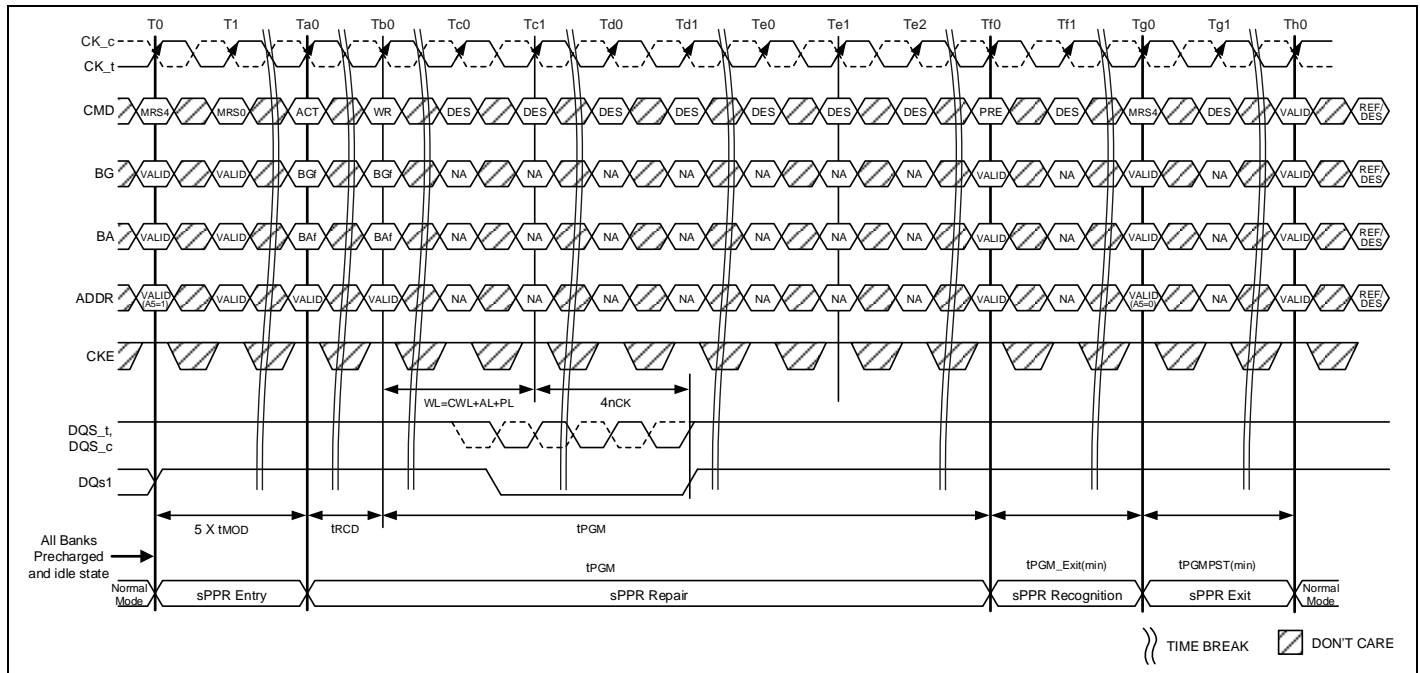 T0 T1 Ta0 Tb0 Tc0 Tc1 Td0 Td1 Te0 Te1 Te2 Tf0 Tf1 Tg0 Tg1 Th0
CK_c
CK_t
CMD MRS4 MRS0 ACT WR DES DES DES DES DES DES DES PRE DES MRS4 DES VALID REF/
DES
BG VALID VALID BGf BGf NA NA NA NA NA NA NA VALID NA VALID NA VALID REF/
DES
BA VALID VALID BAf BAf NA NA NA NA NA NA NA VALID NA VALID NA VALID REF/
DES
ADDR VALID (A5=1) VALID VALID VALID NA NA NA NA NA NA NA VALID NA VALID (A5=0) NA VALID REF/
DES
CKE
WL=CWL+AL+PL 4nCK
DQS_t,
DQS_c
DQs1
5 X tMOD tRCD tPGM
All Banks
Precharged
and idle state
tPGM tPGM_Exit(min) tPGMPST(min)
Normal
Mode
sPPR Entry sPPR Repair sPPR Recognition sPPR Exit
Normal
Mode
TIME BREAK DON'T CARE